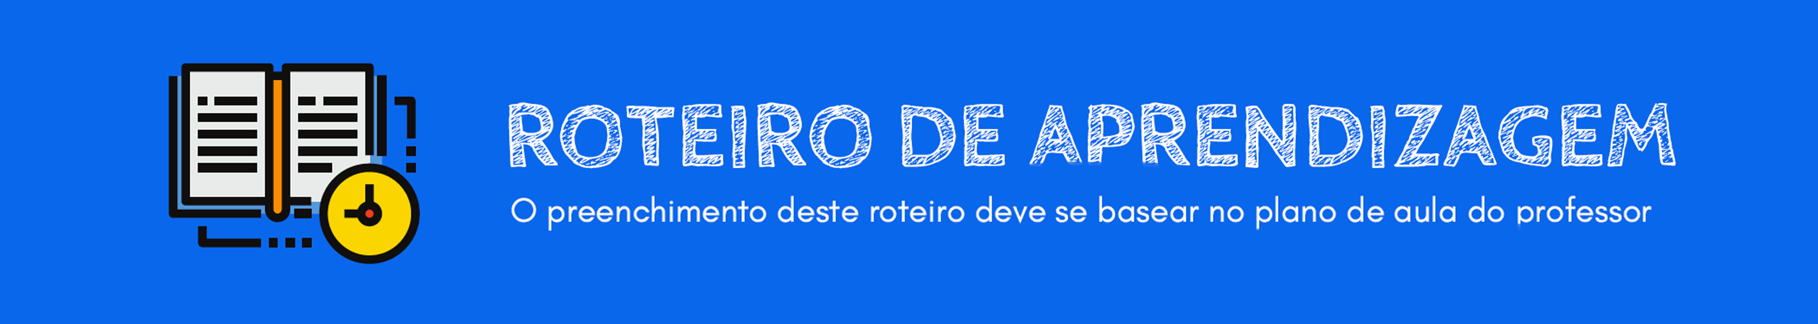 ROTEIRO DE APRENDIZAGEM
O preenchimento deste roteiro deve se basear no plano de aula do professor